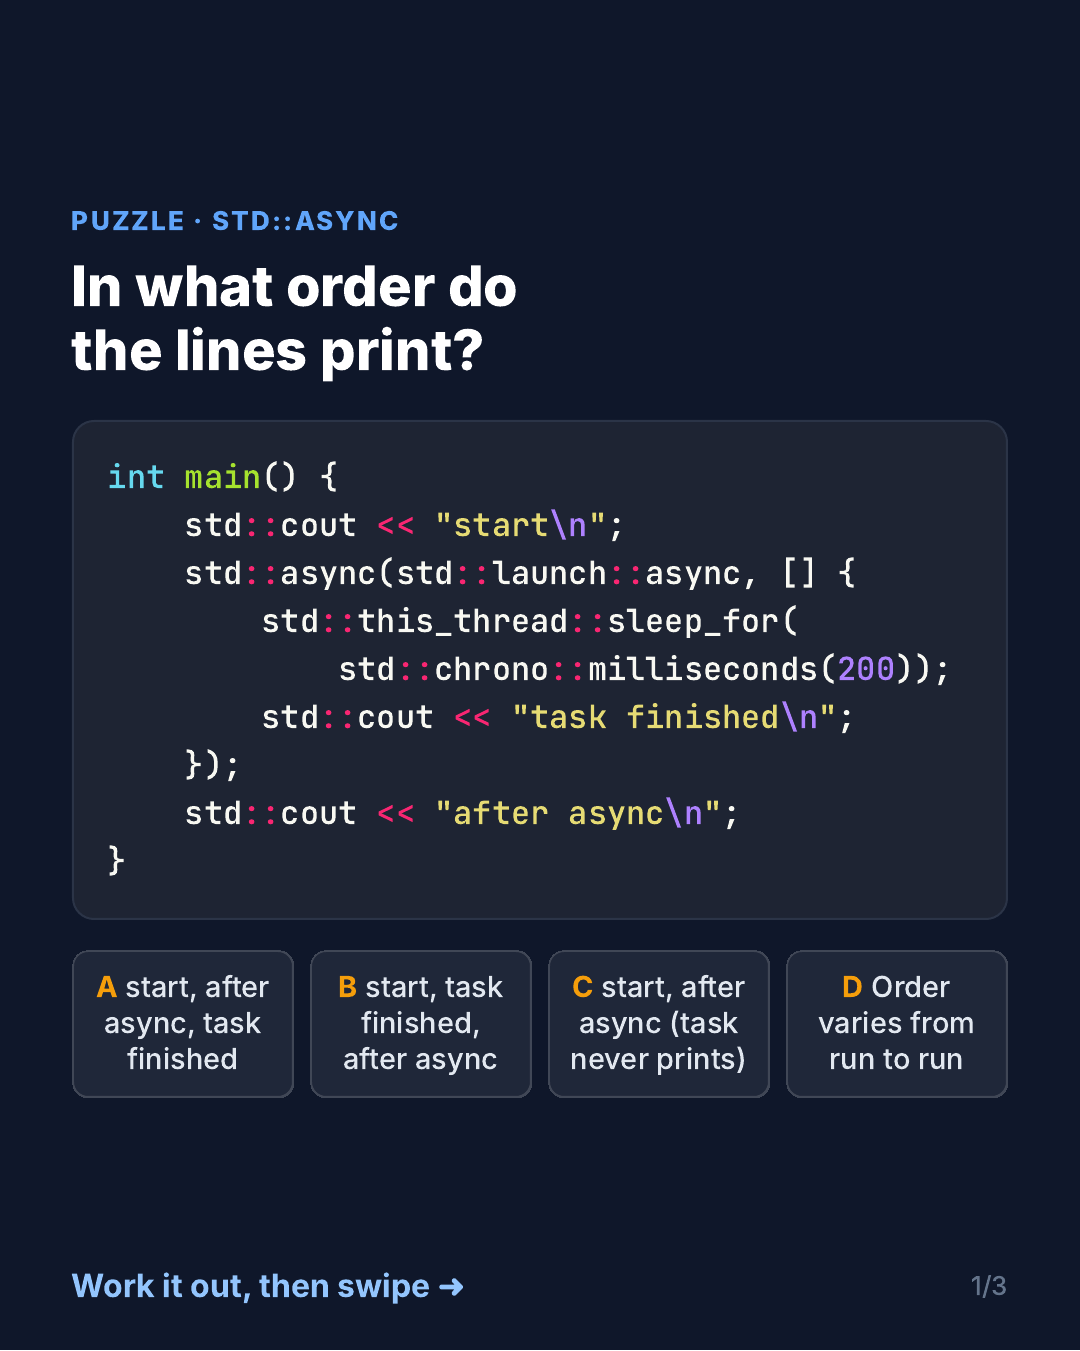 PUZZLE · STD::ASYNC
In what order do
the lines print?
int main() {
    std::cout << "start\n";
    std::async(std::launch::async, [] {
        std::this_thread::sleep_for(
            std::chrono::milliseconds(200));
        std::cout << "task finished\n";
    });
    std::cout << "after async\n";
}
A start, after
async, task
finished
B start, task
finished,
after async
C start, after
async (task
never prints)
D Order
varies from
run to run
Work it out, then swipe ➜
1/3